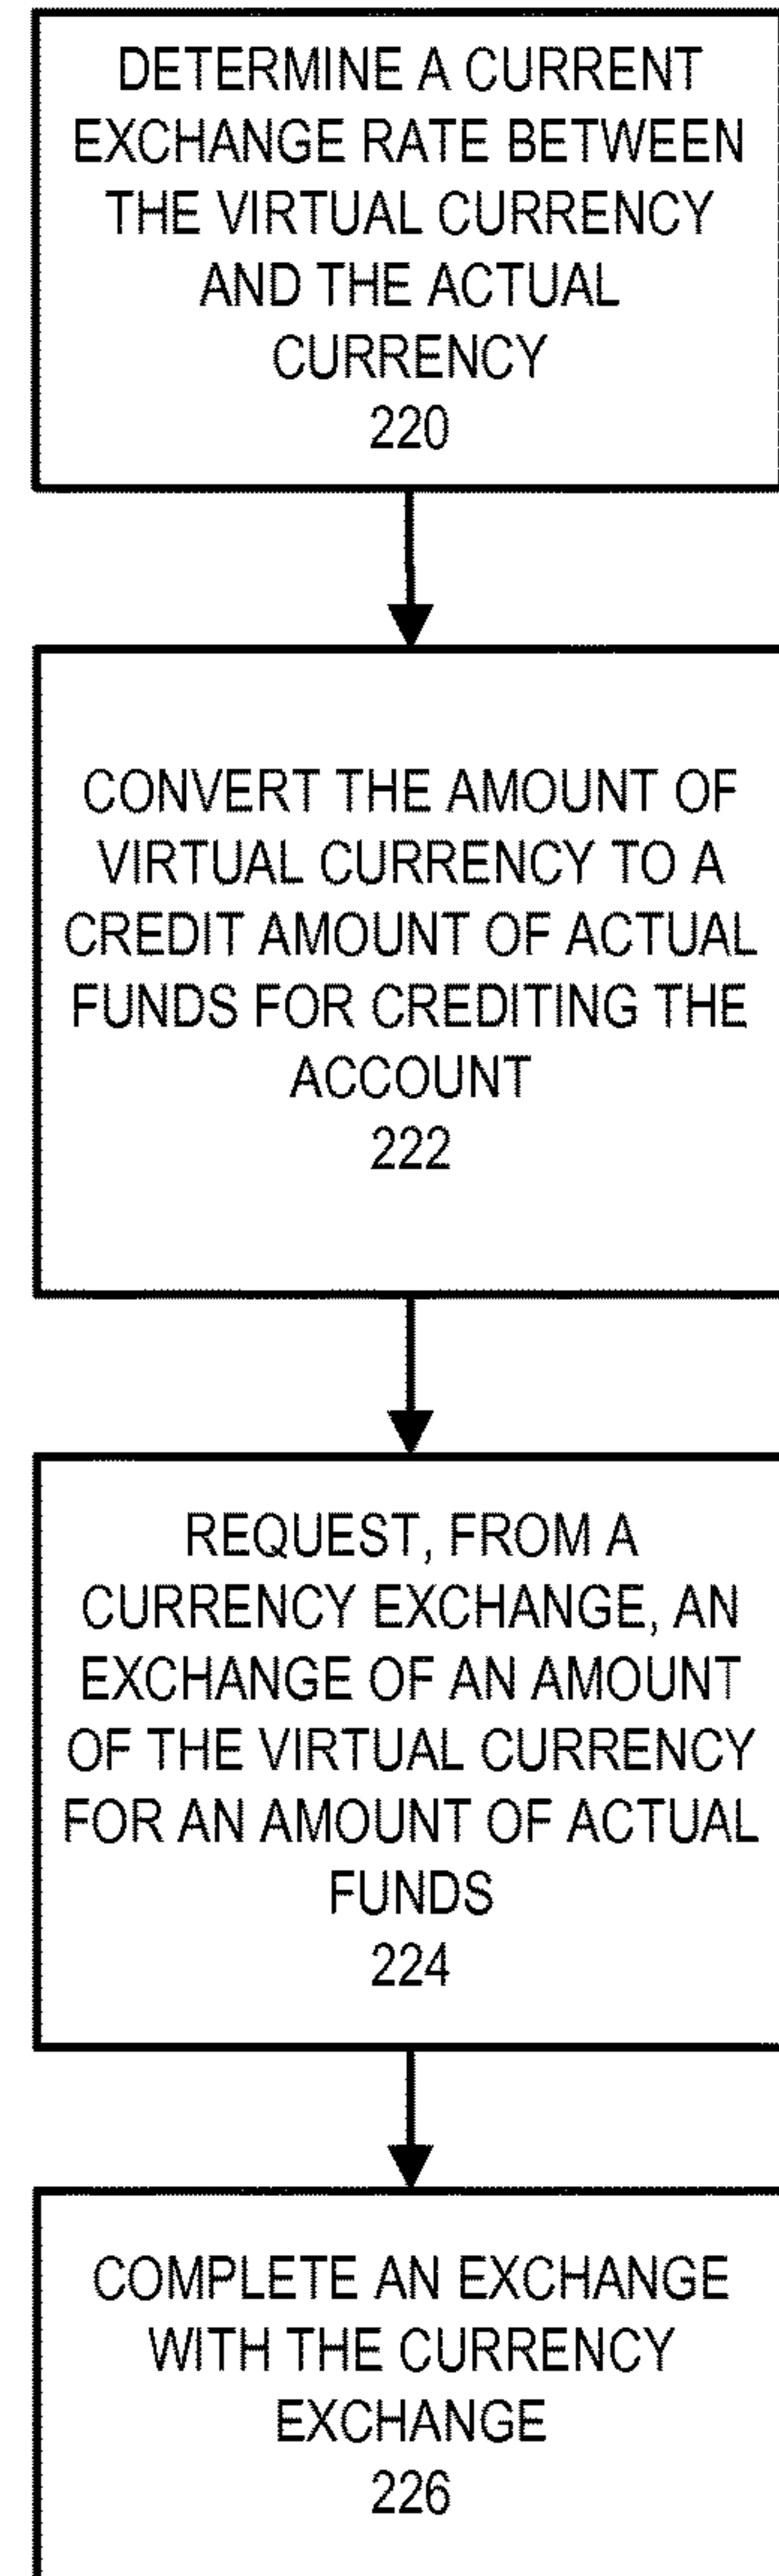 DETERMINE A CURRENT
EXCHANGE RATE BETWEEN
THE VIRTUAL CURRENCY
AND THE ACTUAL
CURRENCY
220
CONVERT THE AMOUNT OF
VIRTUAL CURRENCY TO A
CREDIT AMOUNT OF ACTUAL
FUNDS FOR CREDITING THE
ACCOUNT
222
REQUEST, FROM A
CURRENCY EXCHANGE, AN
EXCHANGE OF AN AMOUNT
OF THE VIRTUAL CURRENCY
FOR AN AMOUNT OF ACTUAL
FUNDS
224
COMPLETE AN EXCHANGE
WITH THE CURRENCY
EXCHANGE
226